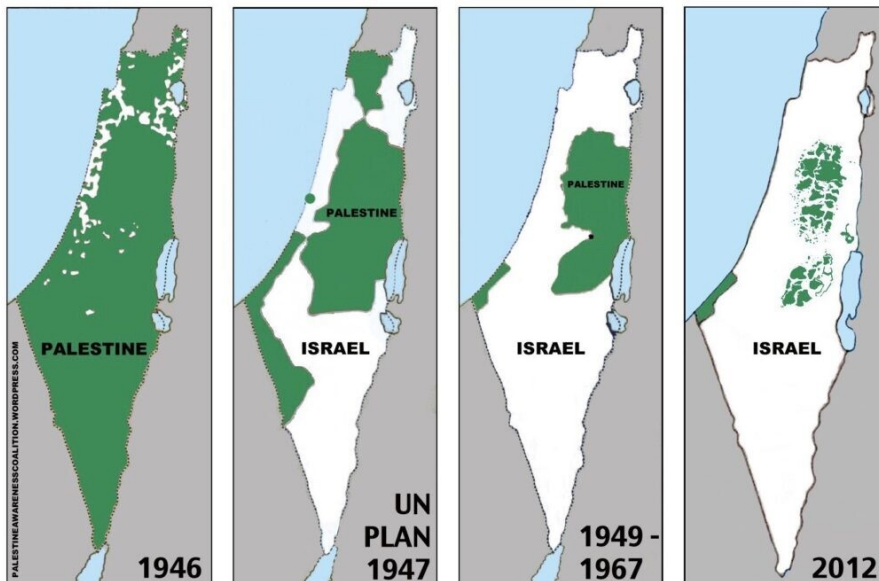 PALESTINEAWARENESSCOALITION.WORDPRESS.COM
PALESTINE
1946
PALESTINE
ISRAEL
UN
PLAN
1947
PALESTINE
ISRAEL
1949 -
1967
ISRAEL
2012